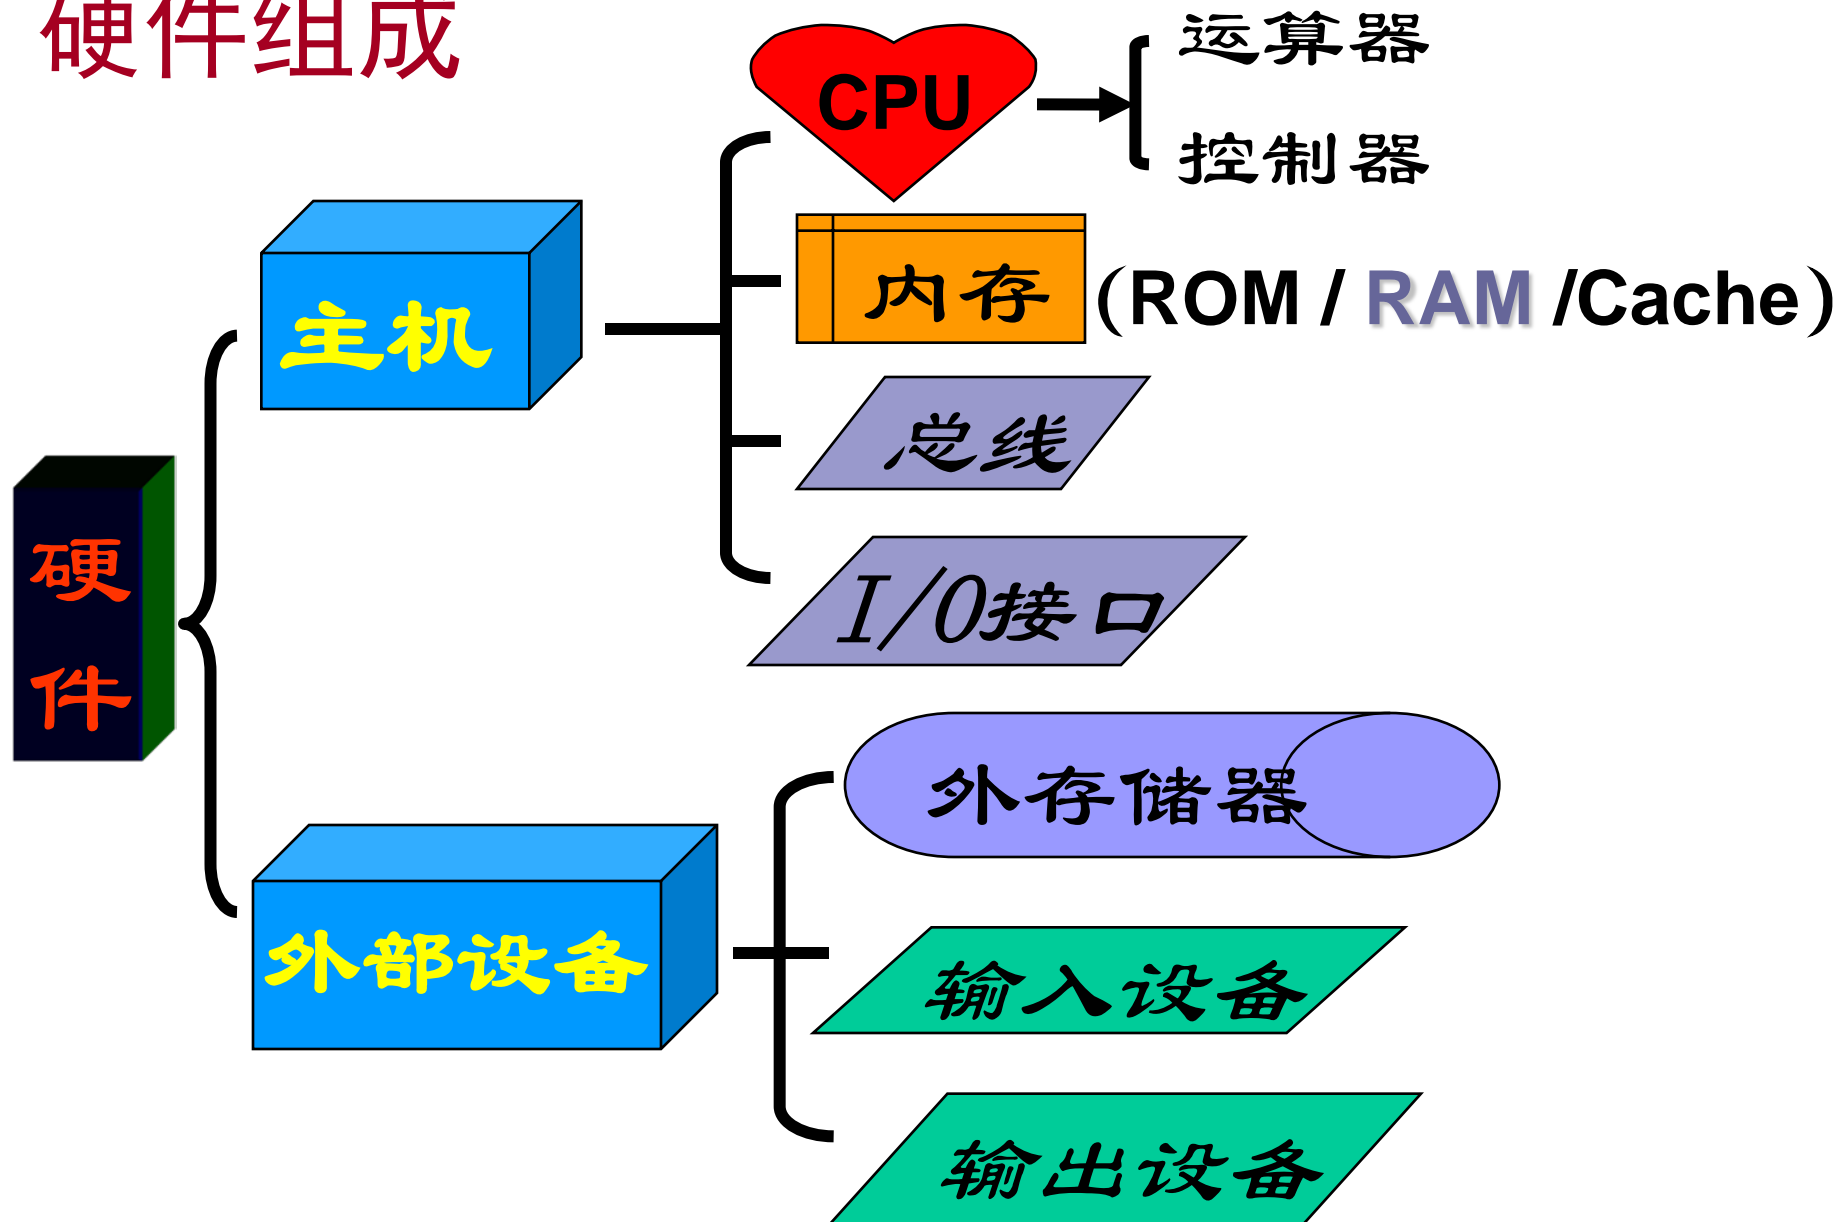 硬件组成
CPU
运算器
控制器
主机
内存
(ROM / RAM /Cache)
总线
I/O接口
硬
件
外存储器
外部设备
输入设备
输出设备